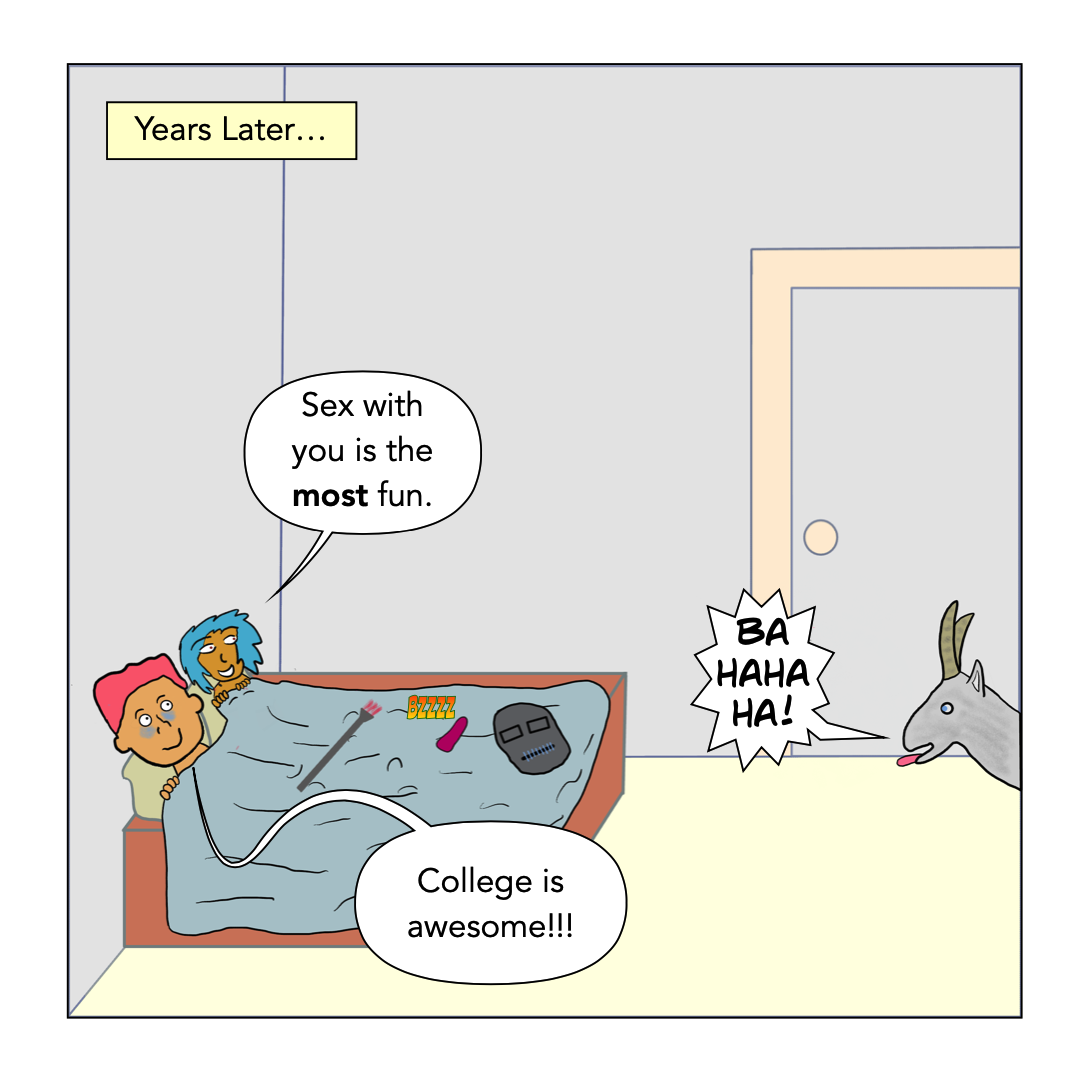 Years Later...
Sex with
you is the
most fun.
BZZZZ
BA
HAHA
HA!
College is
awesome!!!